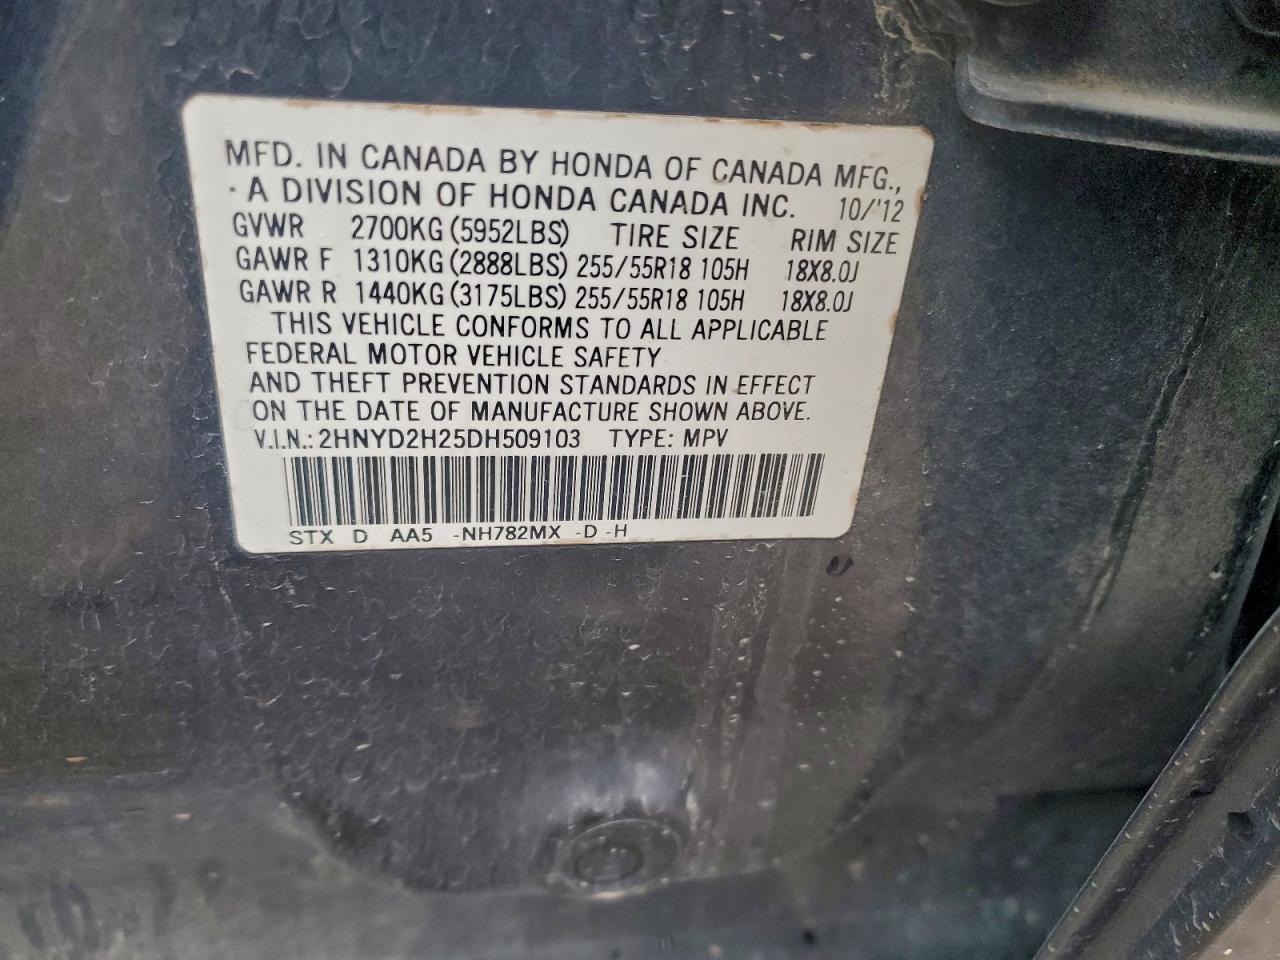 MFD. IN CANADA BY HONDA OF CANADA MFG.,
· A DIVISION OF HONDA CANADA INC. 10/'12
GVWR 2700KG (5952LBS) TIRE SIZE RIM SIZE
GAWR F 1310KG (2888LBS) 255/55R18 105H 18X8.0J
GAWR R 1440KG (3175LBS) 255/55R18 105H 18X8.0J
THIS VEHICLE CONFORMS TO ALL APPLICABLE
FEDERAL MOTOR VEHICLE SAFETY
AND THEFT PREVENTION STANDARDS IN EFFECT
ON THE DATE OF MANUFACTURE SHOWN ABOVE.
V.I.N.: 2HNYD2H25DH509103 TYPE: MPV
STX D AA5 -NH782MX -D -H